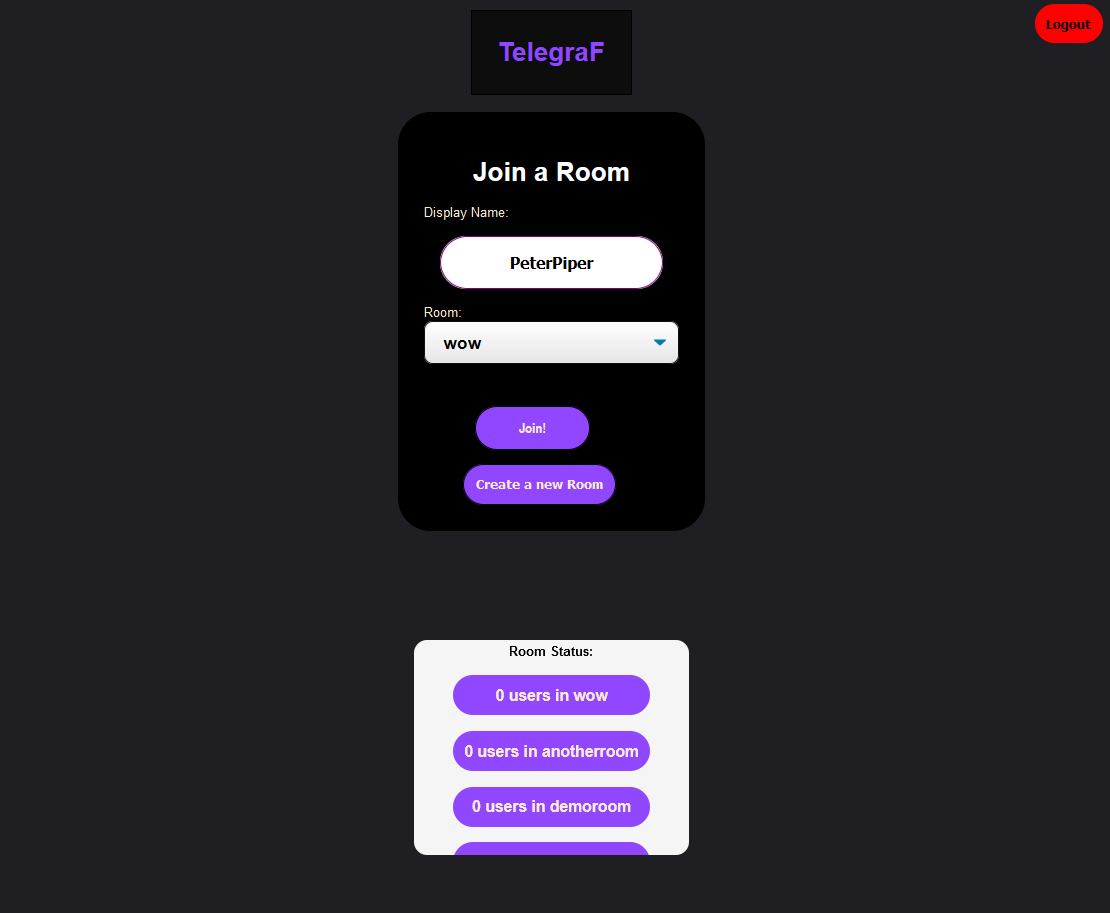 Logout
TelegraF
Join a Room
Display Name:
PeterPiper
Room:
wow
Join!
Create a new Room
Room Status:
0 users in wow
0 users in anotherroom
0 users in demoroom